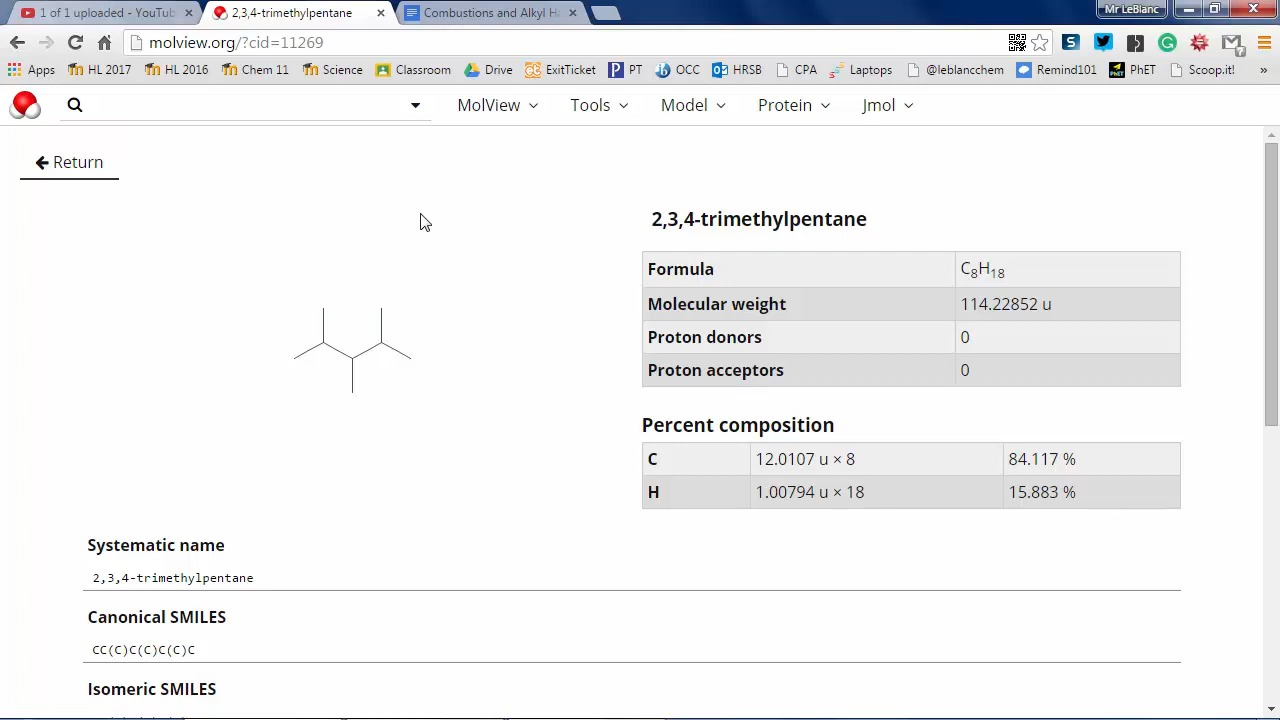 1 of 1 uploaded - YouTub
2,3,4-trimethylpentane
Combustions and Alkyl Ha
Mr LeBlanc
molview.org/?cid=11269
Apps HL 2017 HL 2016 Chem 11 Science Classroom Drive ExitTicket PT OCC HRSB CPA Laptops @leblancchem Remind101 PhET Scoop.it! »
MolView Tools Model Protein Jmol
Return
2,3,4-trimethylpentane
Formula C8H18
Molecular weight 114.22852 u
Proton donors 0
Proton acceptors 0
Percent composition
C 12.0107 u × 8 84.117 %
H 1.00794 u × 18 15.883 %
Systematic name
2,3,4-trimethylpentane
Canonical SMILES
CC(C)C(C)C(C)C
Isomeric SMILES